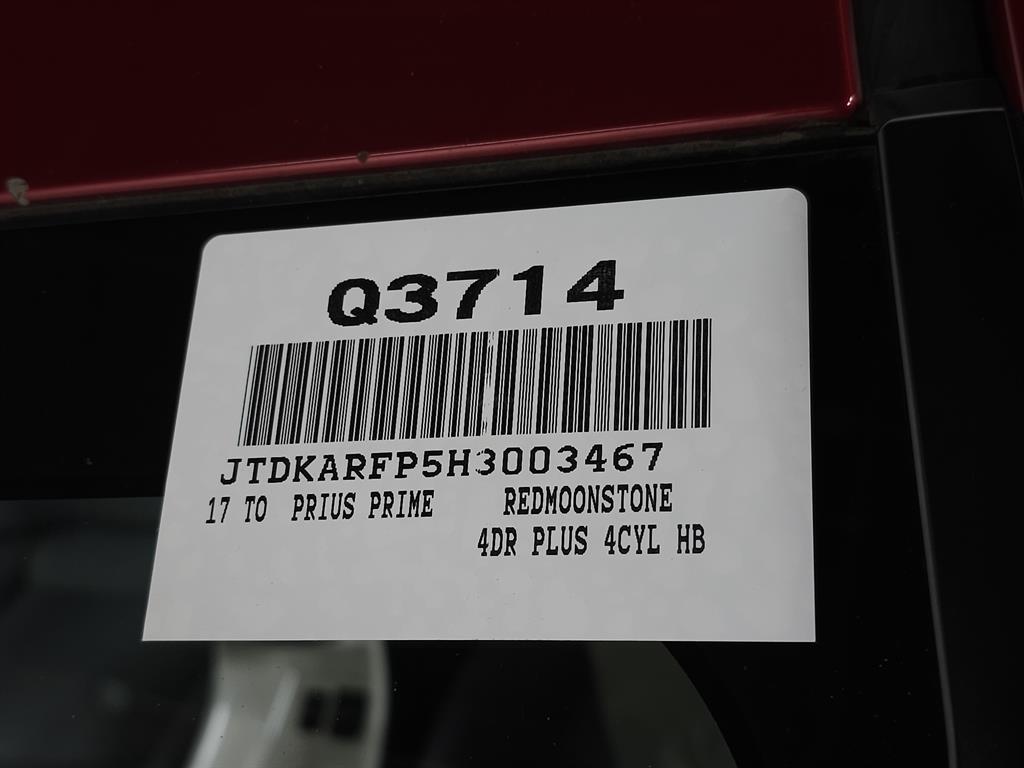 Q3714
JTDKARFP5H3003467
17 TO PRIUS PRIME REDMOONSTONE
4DR PLUS 4CYL HB